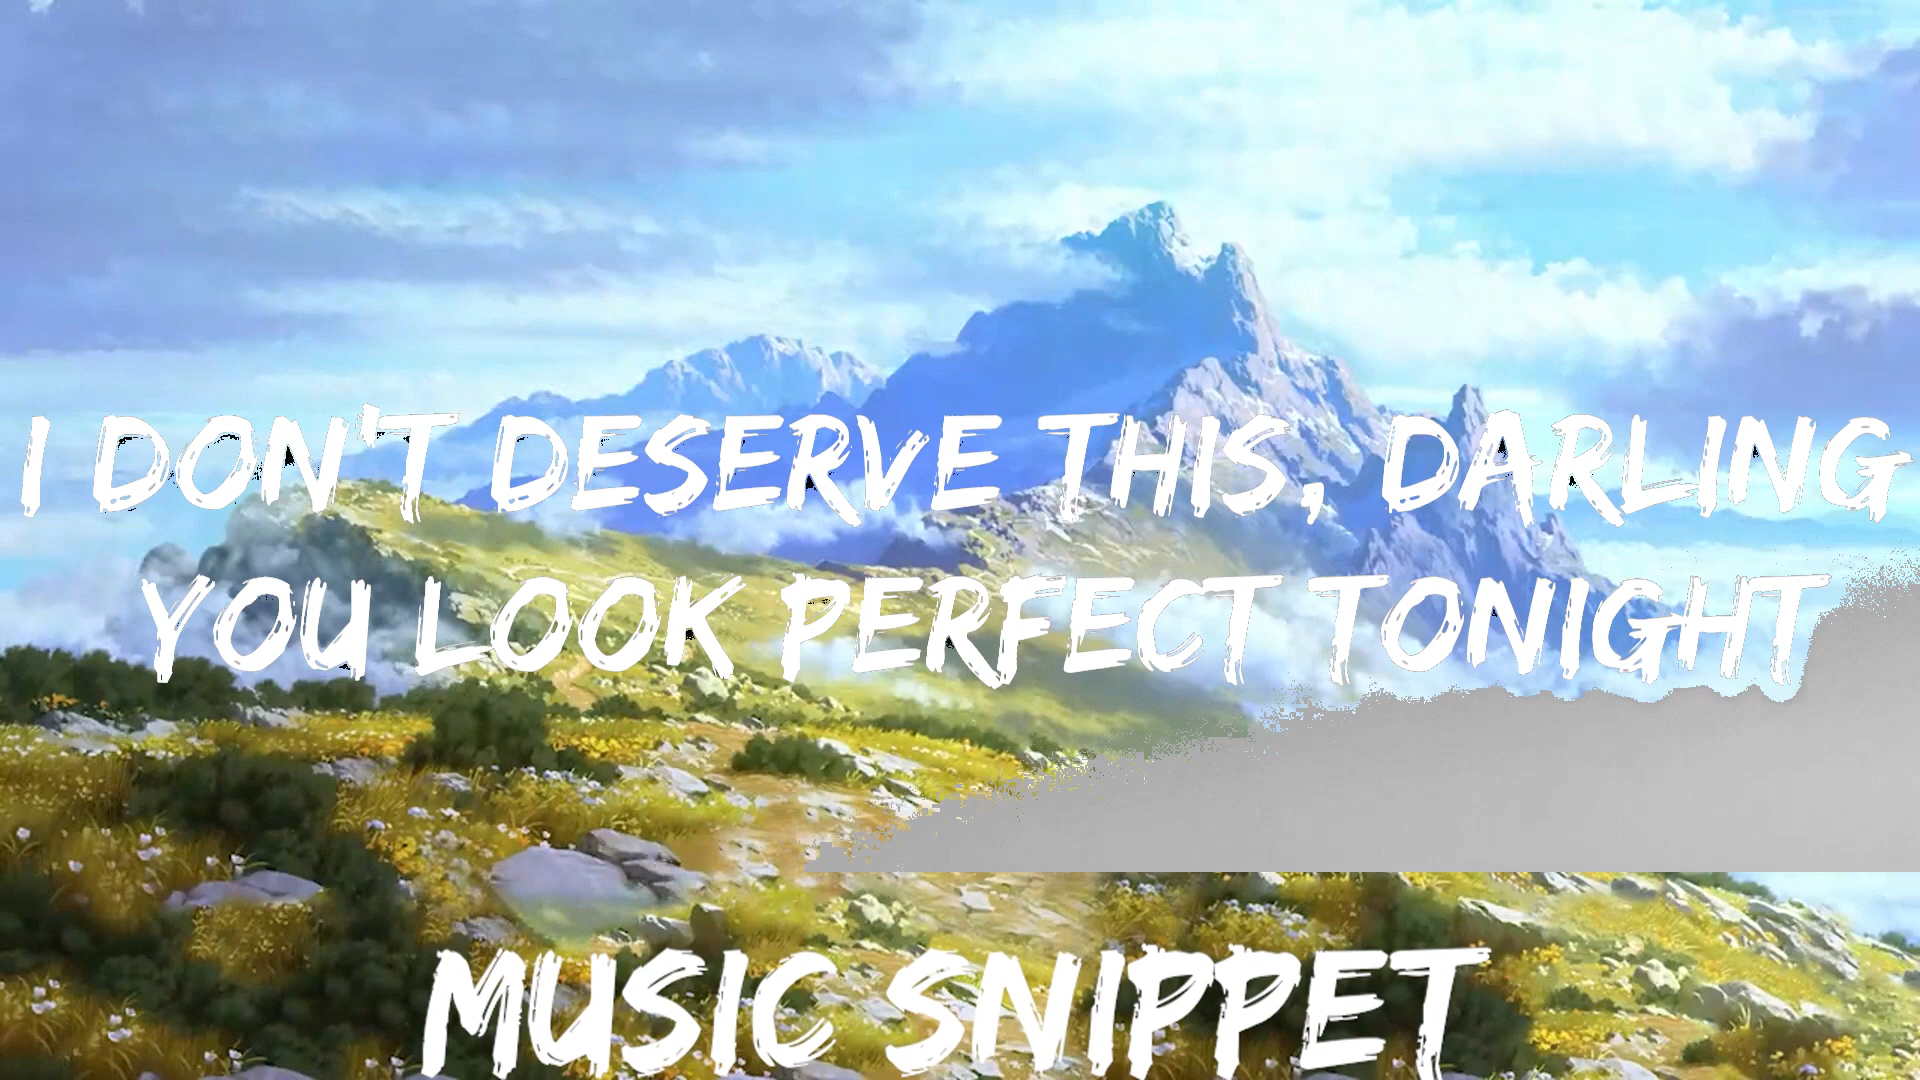 I DON'T DESERVE THIS, DARLING
YOU LOOK PERFECT TONIGHT
MUSIC SNIPPET